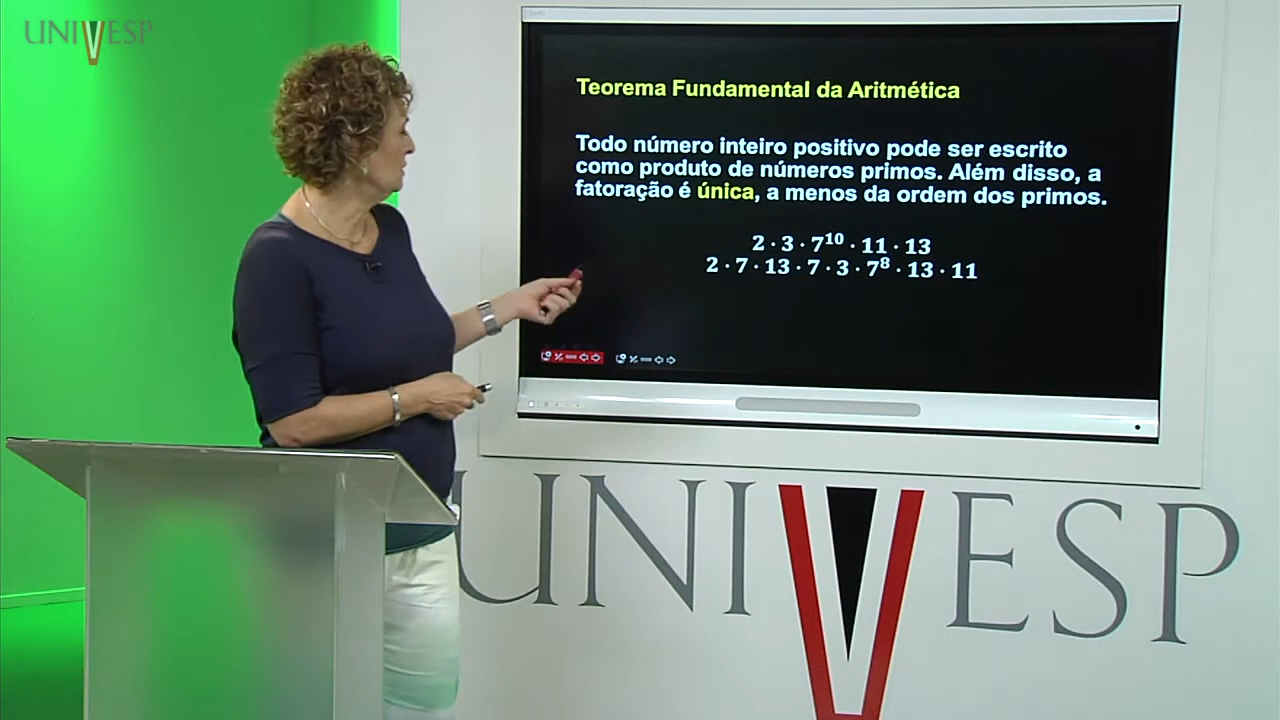 UNIVESP
Teorema Fundamental da Aritmética
Todo número inteiro positivo pode ser escrito
como produto de números primos. Além disso, a
fatoração é única, a menos da ordem dos primos.
2 · 3 · 7¹⁰ · 11 · 13
2 · 7 · 13 · 7 · 3 · 7⁸ · 13 · 11
UNIVESP